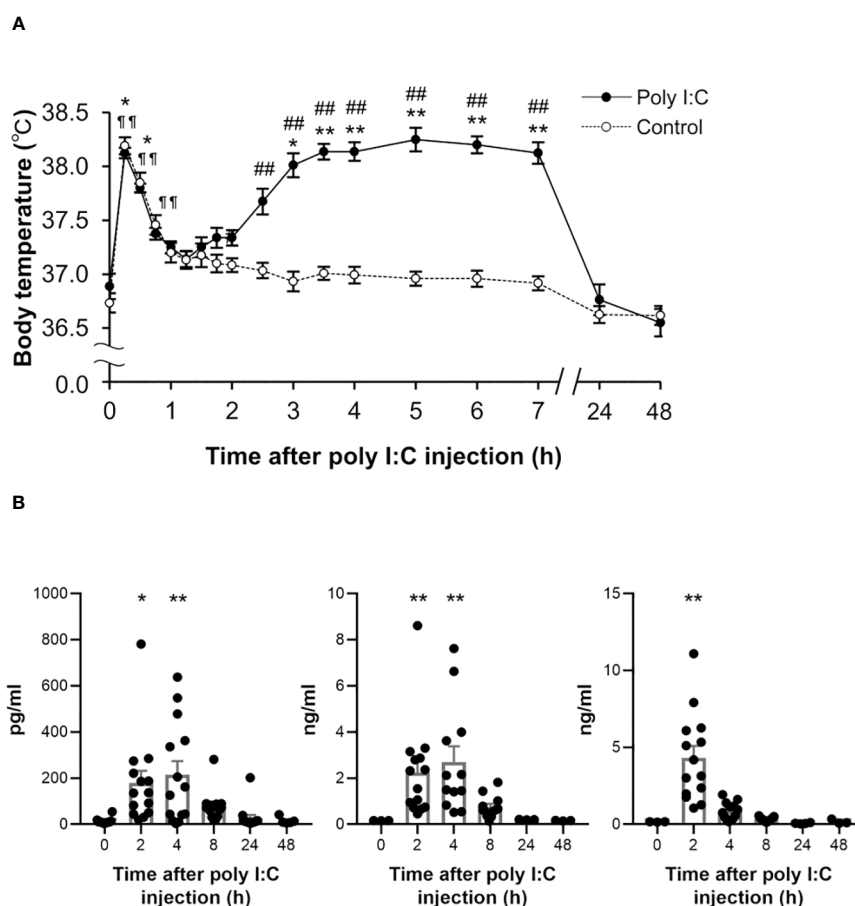 A
* ## ## ## ## ##
¶¶ * ## ** ** ** ** **
¶¶ ¶¶ ## *
Poly I:C
Control
Body temperature (℃)
38.5
38.0
37.5
37.0
36.5
0.0
0 1 2 3 4 5 6 7 24 48
Time after poly I:C injection (h)
B
pg/ml
1000
800
600
400
200
0
* **
0 2 4 8 24 48
Time after poly I:C
injection (h)
ng/ml
10
8
6
4
2
0
** **
0 2 4 8 24 48
Time after poly I:C
injection (h)
ng/ml
15
10
5
0
**
0 2 4 8 24 48
Time after poly I:C
injection (h)